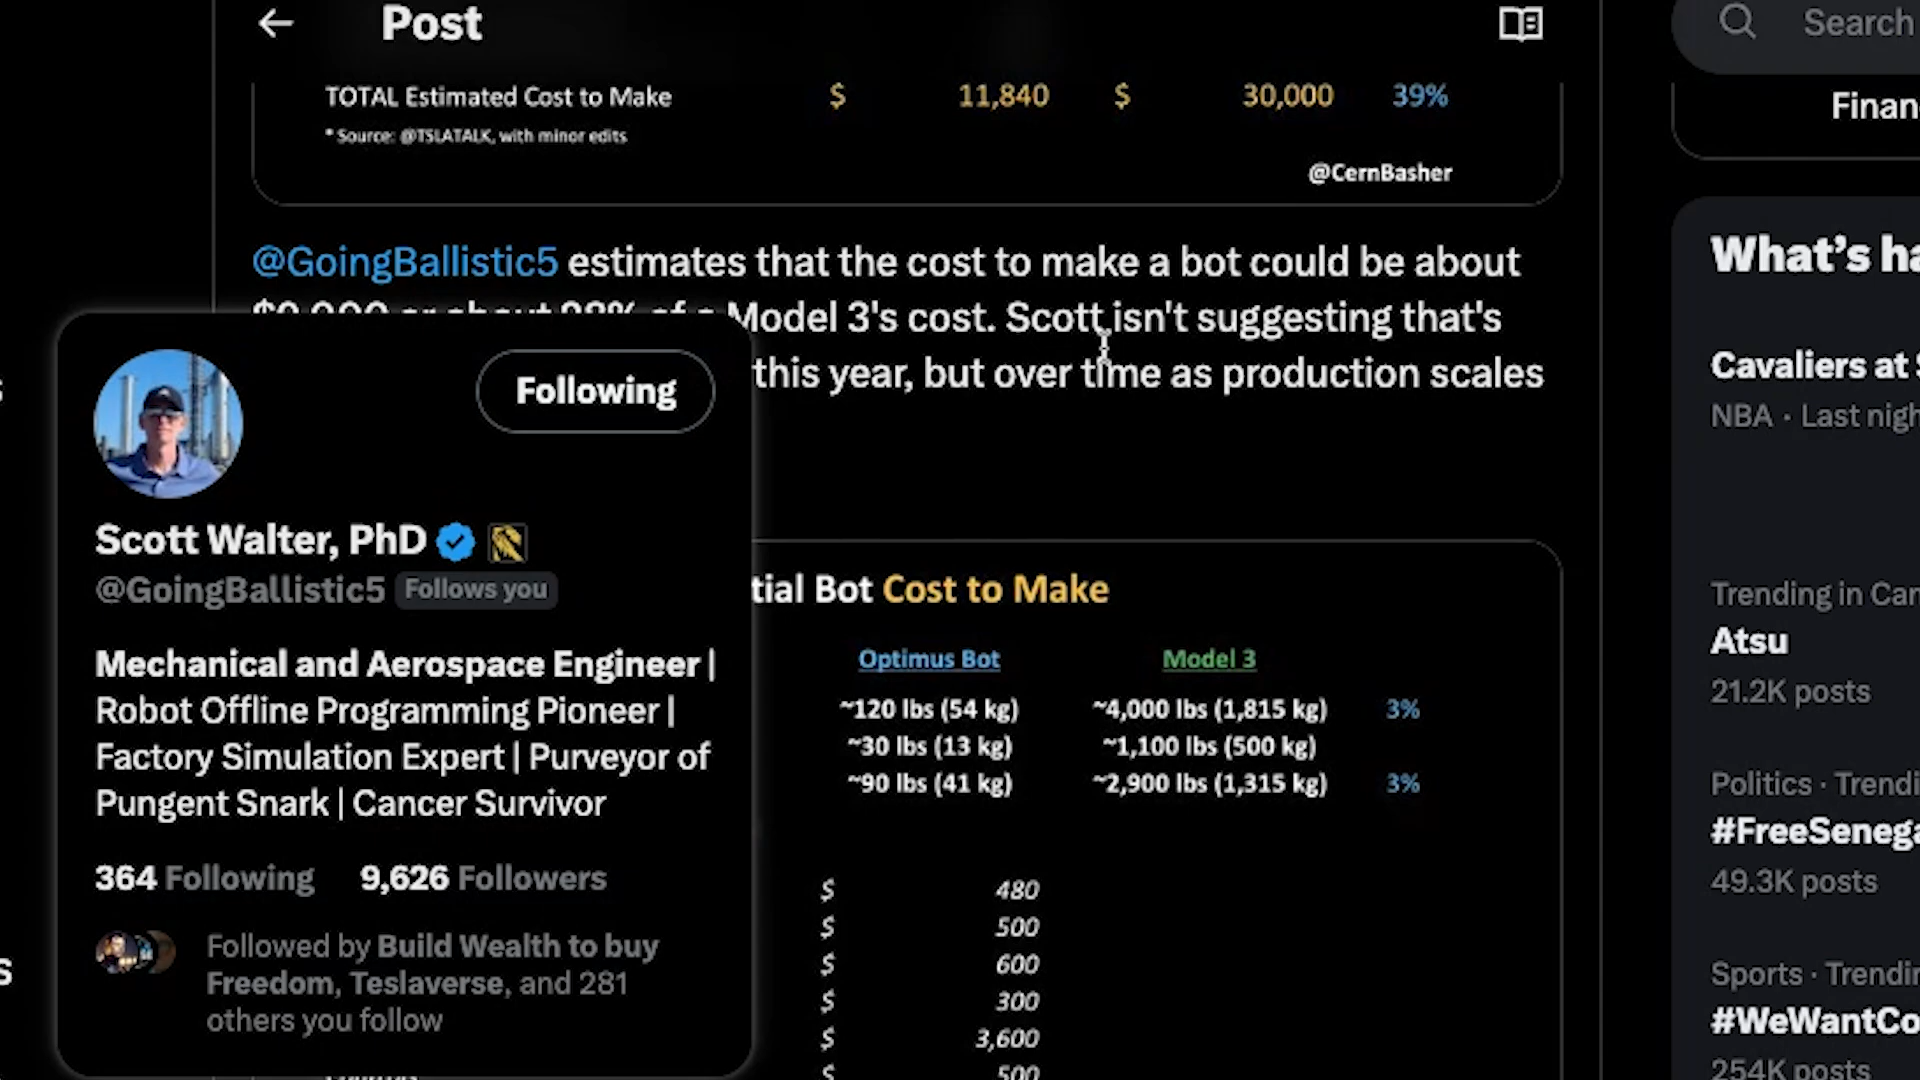 Post
Search
TOTAL Estimated Cost to Make $ 11,840 $ 30,000 39%
* Source: @TSLATALK, with minor edits
@CernBasher
Finan
@GoingBallistic5 estimates that the cost to make a bot could be about
Model 3's cost. Scott isn't suggesting that's
this year, but over time as production scales
Following
Scott Walter, PhD
@GoingBallistic5 Follows you
Mechanical and Aerospace Engineer |
Robot Offline Programming Pioneer |
Factory Simulation Expert | Purveyor of
Pungent Snark | Cancer Survivor
364 Following 9,626 Followers
Followed by Build Wealth to buy
Freedom, Teslaverse, and 281
others you follow
tial Bot Cost to Make
Optimus Bot Model 3
~120 lbs (54 kg) ~4,000 lbs (1,815 kg) 3%
~30 lbs (13 kg) ~1,100 lbs (500 kg)
~90 lbs (41 kg) ~2,900 lbs (1,315 kg) 3%
$ 480
$ 500
$ 600
$ 300
$ 3,600
$ 500
What's ha
Cavaliers at
NBA · Last nigh
Trending in Can
Atsu
21.2K posts
Politics · Trendi
#FreeSenega
49.3K posts
Sports · Trendin
#WeWantCo
254K posts